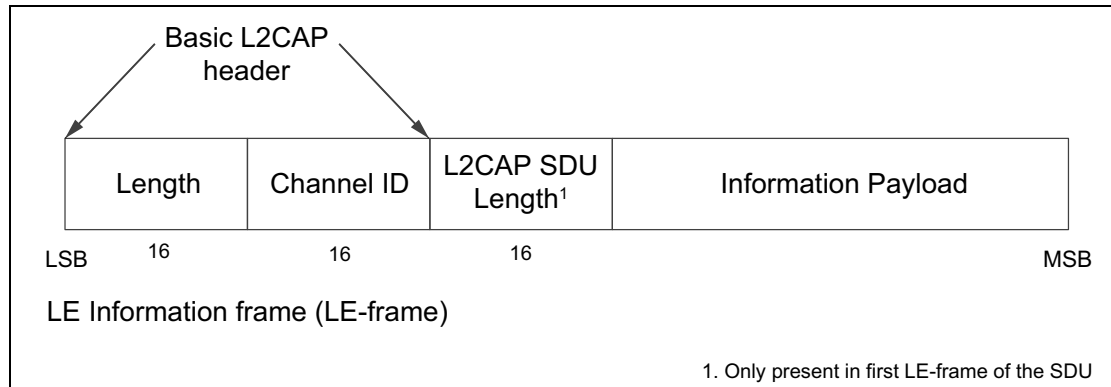 Basic L2CAP
header
Length
Channel ID
L2CAP SDU
Length¹
Information Payload
LSB
16
16
16
MSB
LE Information frame (LE-frame)
1. Only present in first LE-frame of the SDU